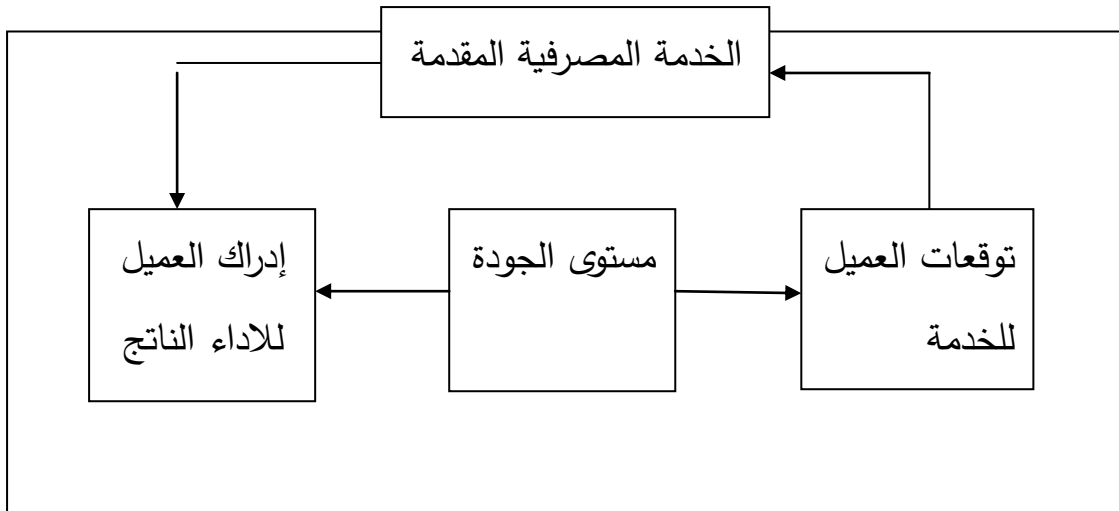 الخدمة المصرفية المقدمة
توقعات العميل
للخدمة
مستوى الجودة
إدراك العميل
للاداء الناتج